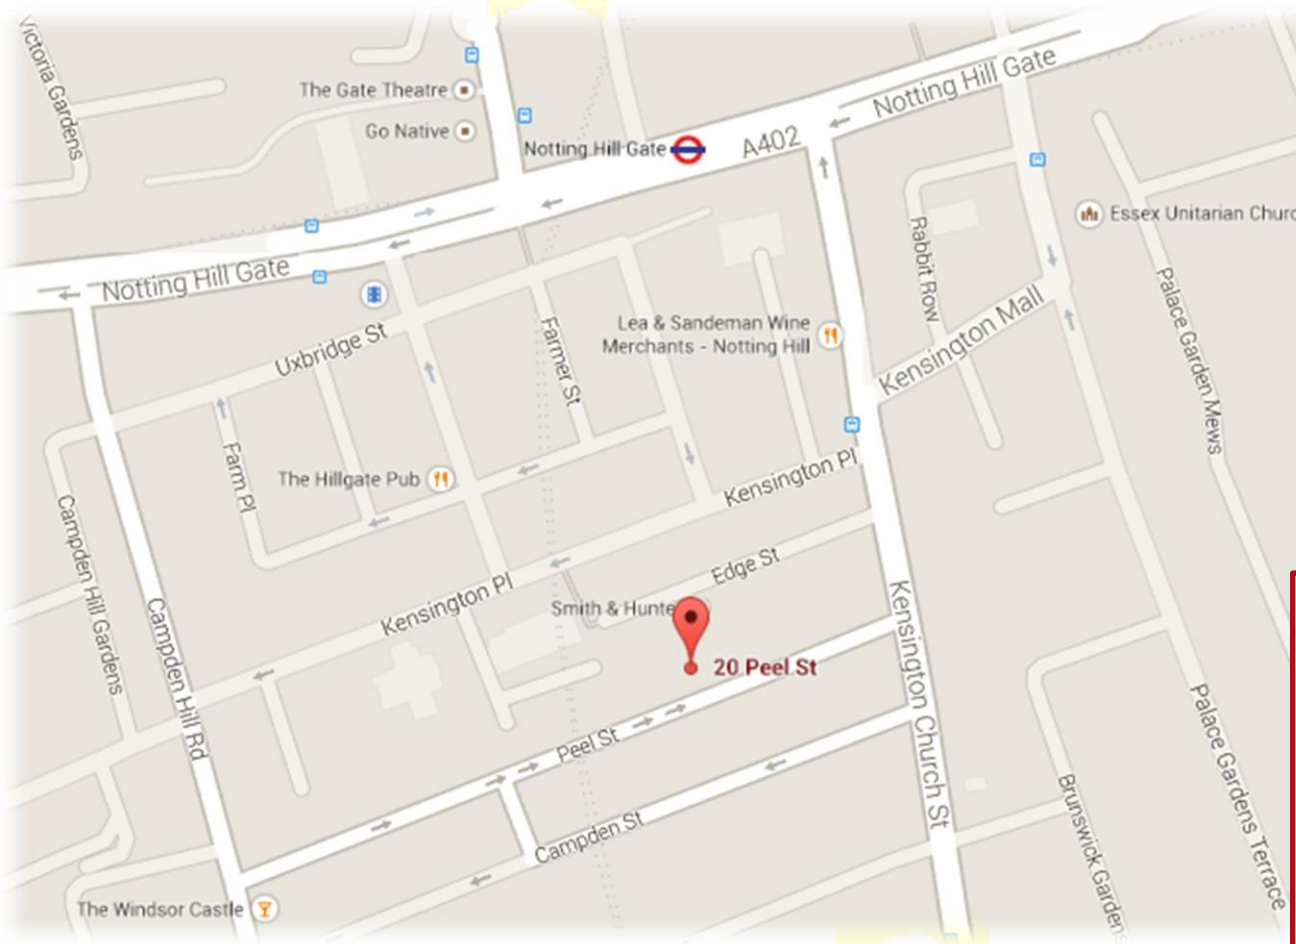 Victoria Gardens
The Gate Theatre
Go Native
Notting Hill Gate
A402
Notting Hill Gate
Essex Unitarian Churc
Notting Hill Gate
Rabbit Row
Palace Garden Mews
Uxbridge St
Farmer St
Lea & Sandeman Wine
Merchants - Notting Hill
Kensington Mall
Farm Pl
The Hillgate Pub
Kensington Pl
Campden Hill Gardens
Edge St
Kensington Pl
Smith & Hunte
Campden Hill Rd
20 Peel St
Kensington Church St
Peel St
Palace Gardens Terrace
Campden St
Brunswick Gardens
The Windsor Castle